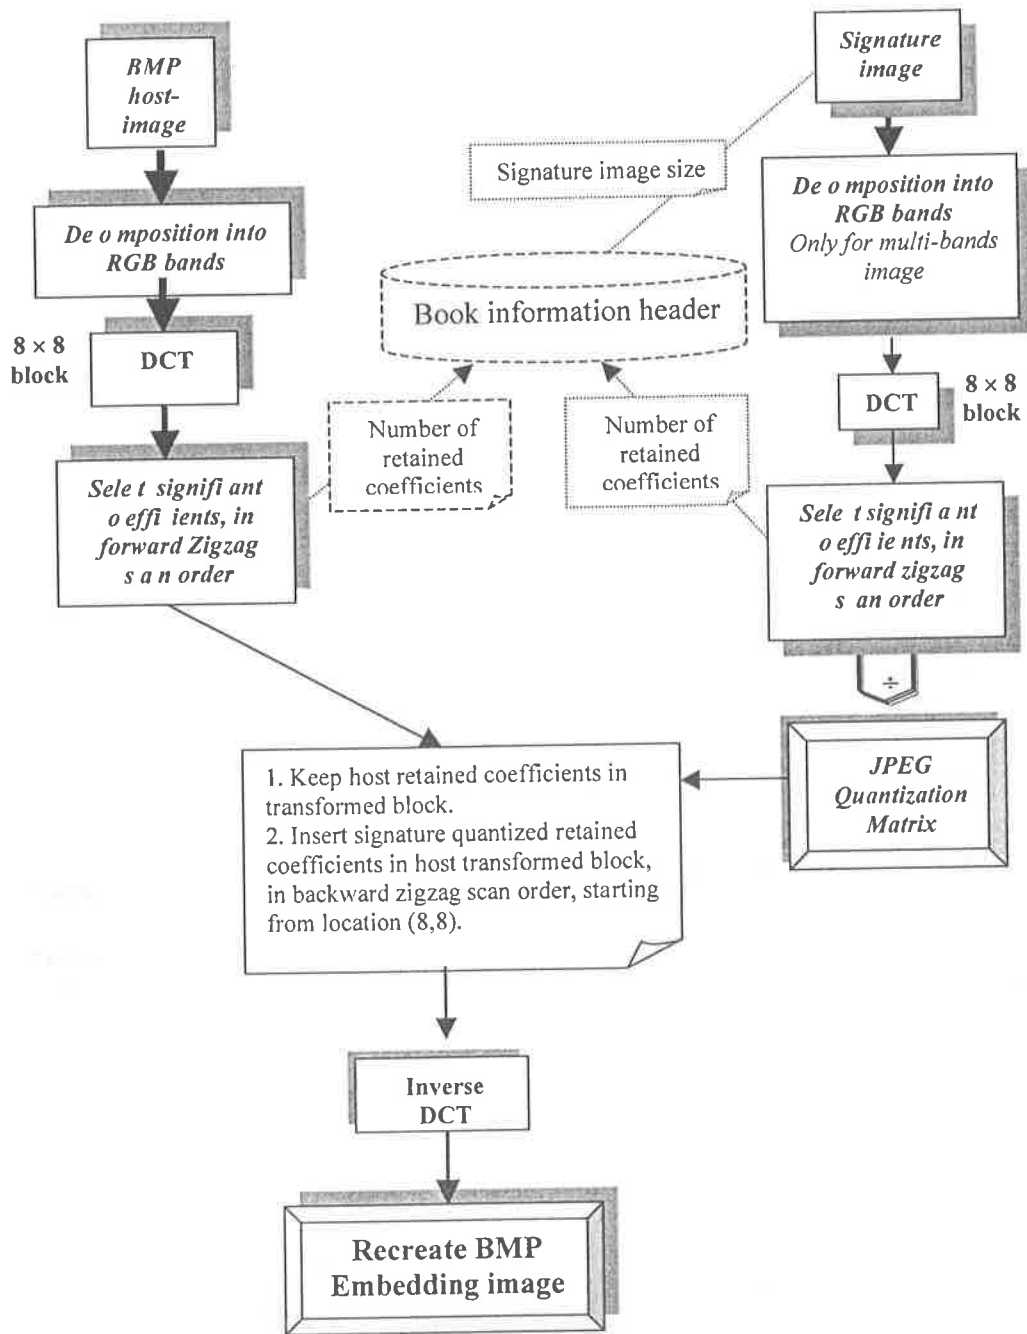 BMP
host-
image
Signature
image
Signature image size
De o mposition into
RGB bands
De o mposition into
RGB bands
Only for multi-bands
image
Book information header
8 × 8
block
DCT
DCT
8 × 8
block
Number of
retained
coefficients
Number of
retained
coefficients
Sele t signifi ant
o effi ients, in
forward Zigzag
s a n order
Sele t signifi a nt
o effi ie nts, in
forward zigzag
s an order
÷
1. Keep host retained coefficients in
transformed block.
2. Insert signature quantized retained
coefficients in host transformed block,
in backward zigzag scan order, starting
from location (8,8).
JPEG
Quantization
Matrix
Inverse
DCT
Recreate BMP
Embedding image